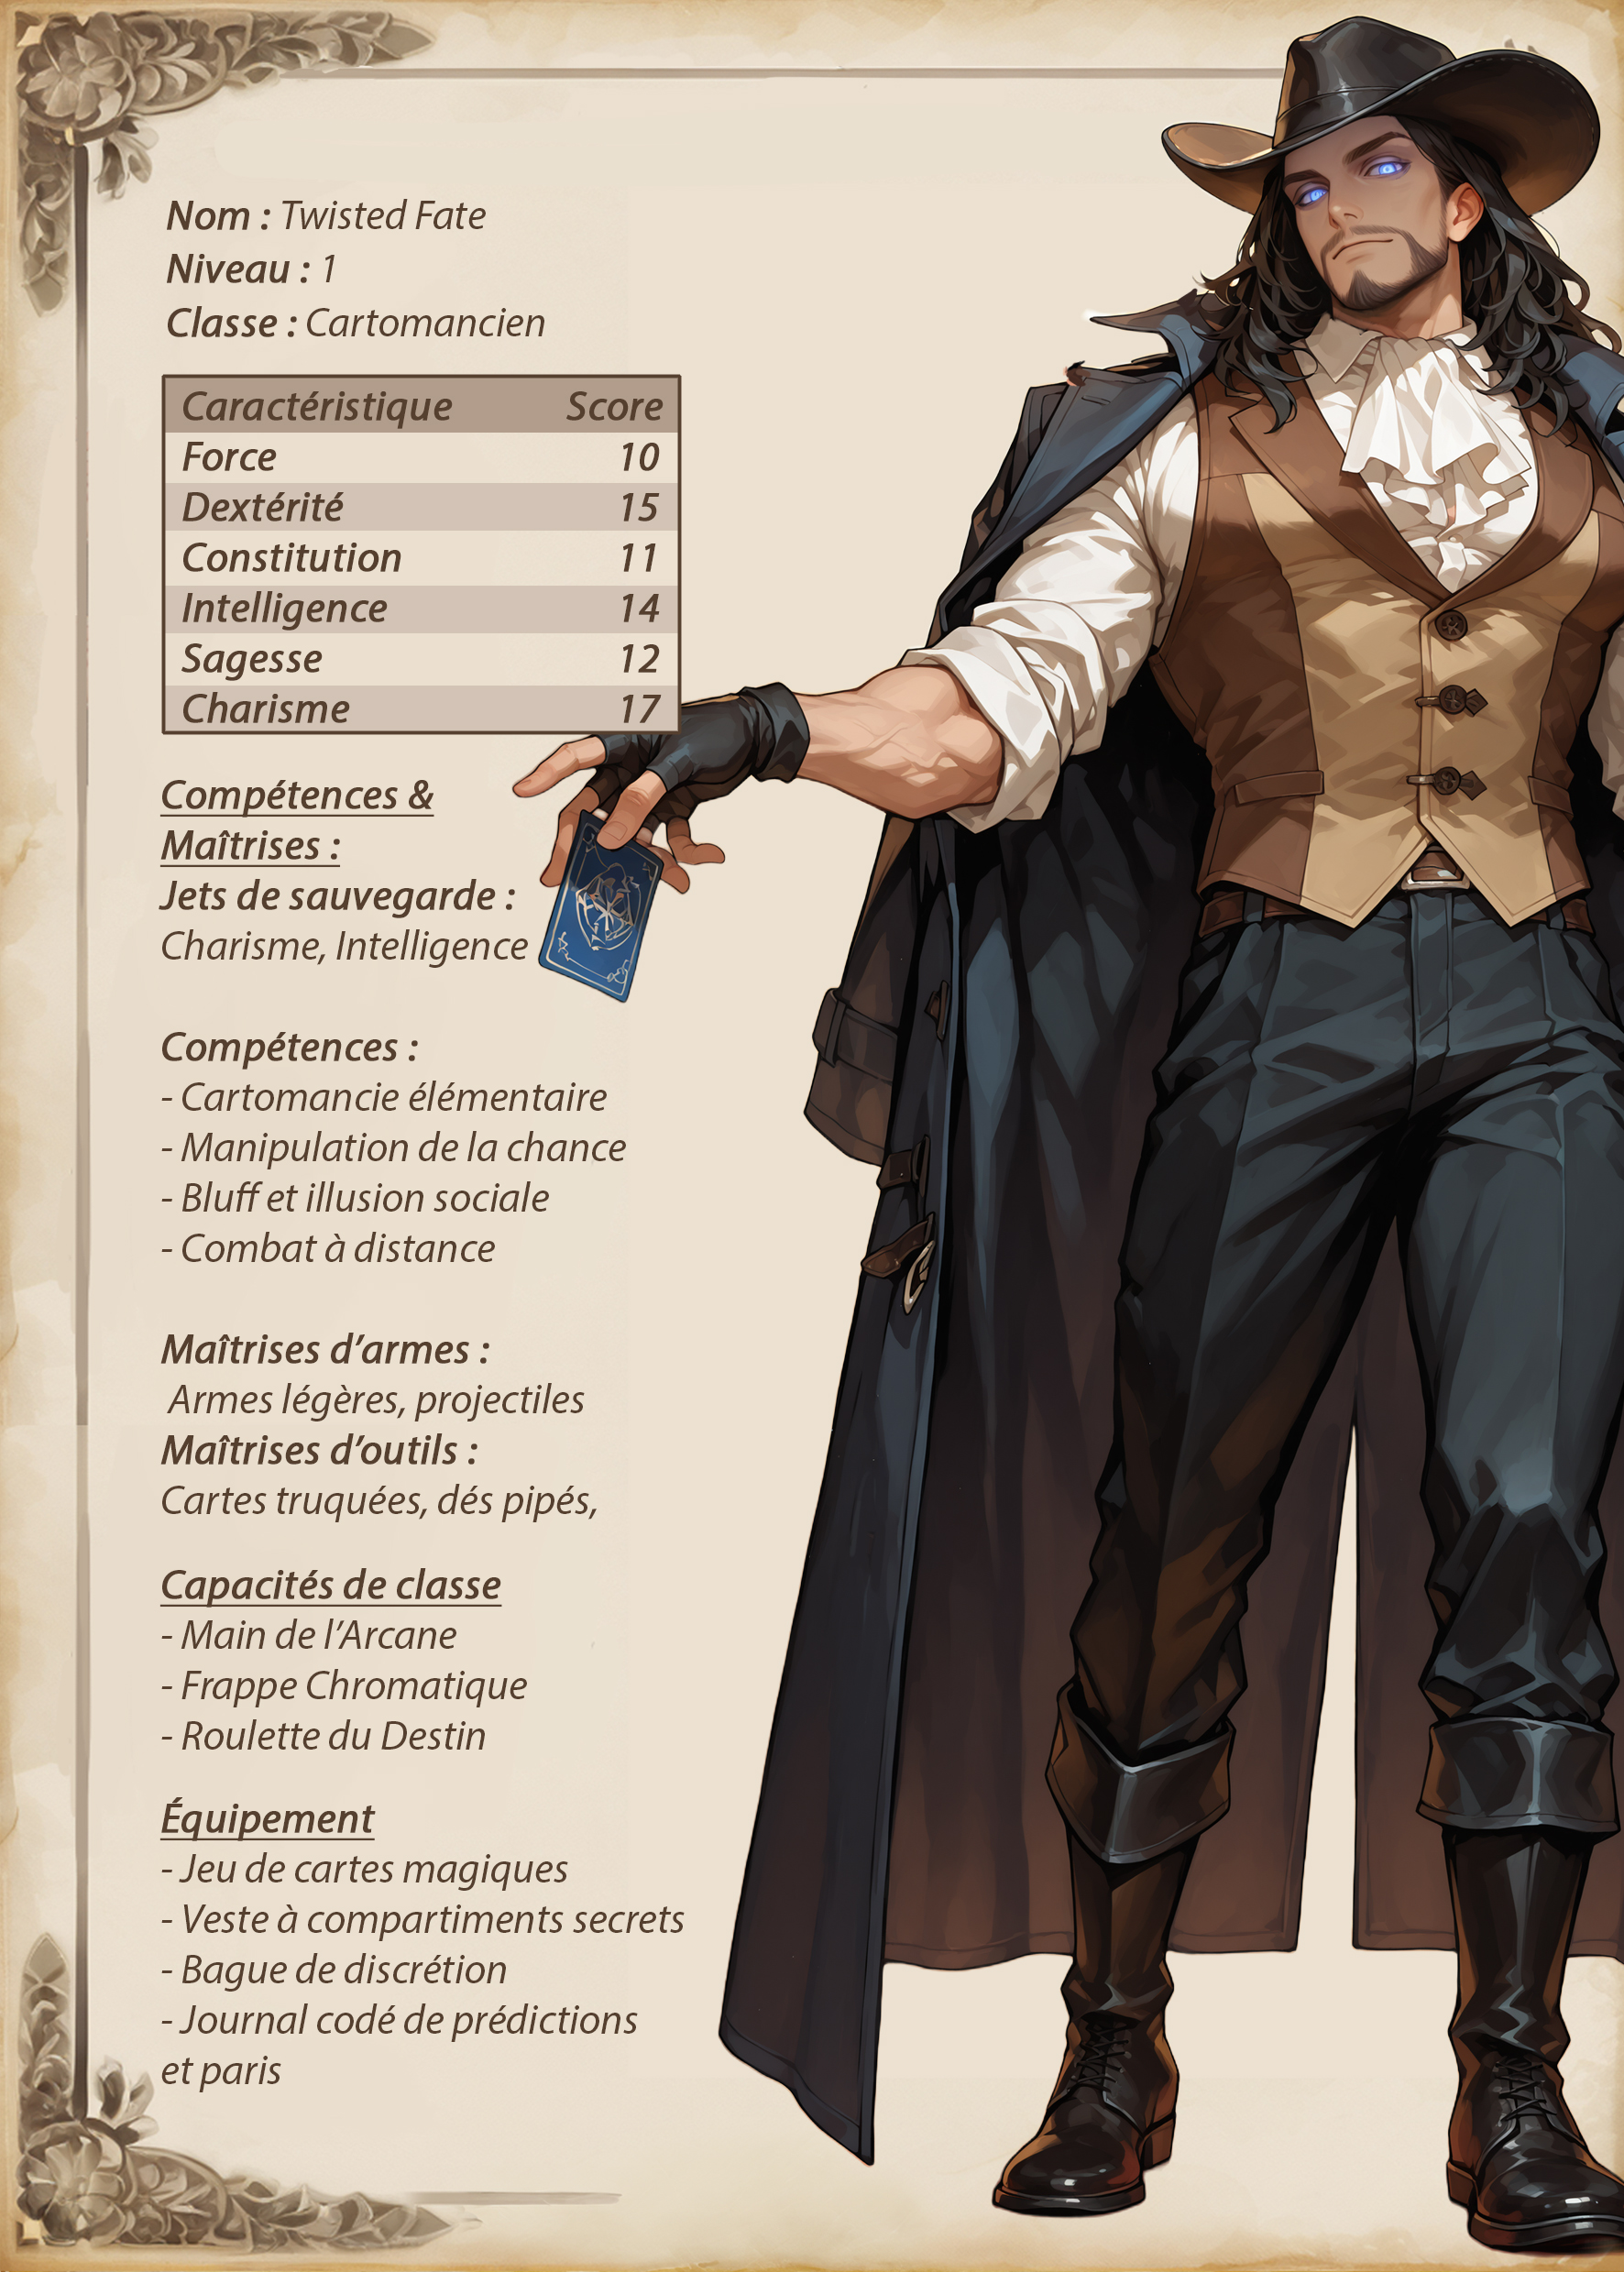 Nom : Twisted Fate
Niveau : 1
Classe : Cartomancien
Caractéristique Score
Force 10
Dextérité 15
Constitution 11
Intelligence 14
Sagesse 12
Charisme 17
Compétences &
Maîtrises :
Jets de sauvegarde :
Charisme, Intelligence
Compétences :
- Cartomancie élémentaire
- Manipulation de la chance
- Bluff et illusion sociale
- Combat à distance
Maîtrises d’armes :
Armes légères, projectiles
Maîtrises d’outils :
Cartes truquées, dés pipés,
Capacités de classe
- Main de l’Arcane
- Frappe Chromatique
- Roulette du Destin
Équipement
- Jeu de cartes magiques
- Veste à compartiments secrets
- Bague de discrétion
- Journal codé de prédictions
et paris